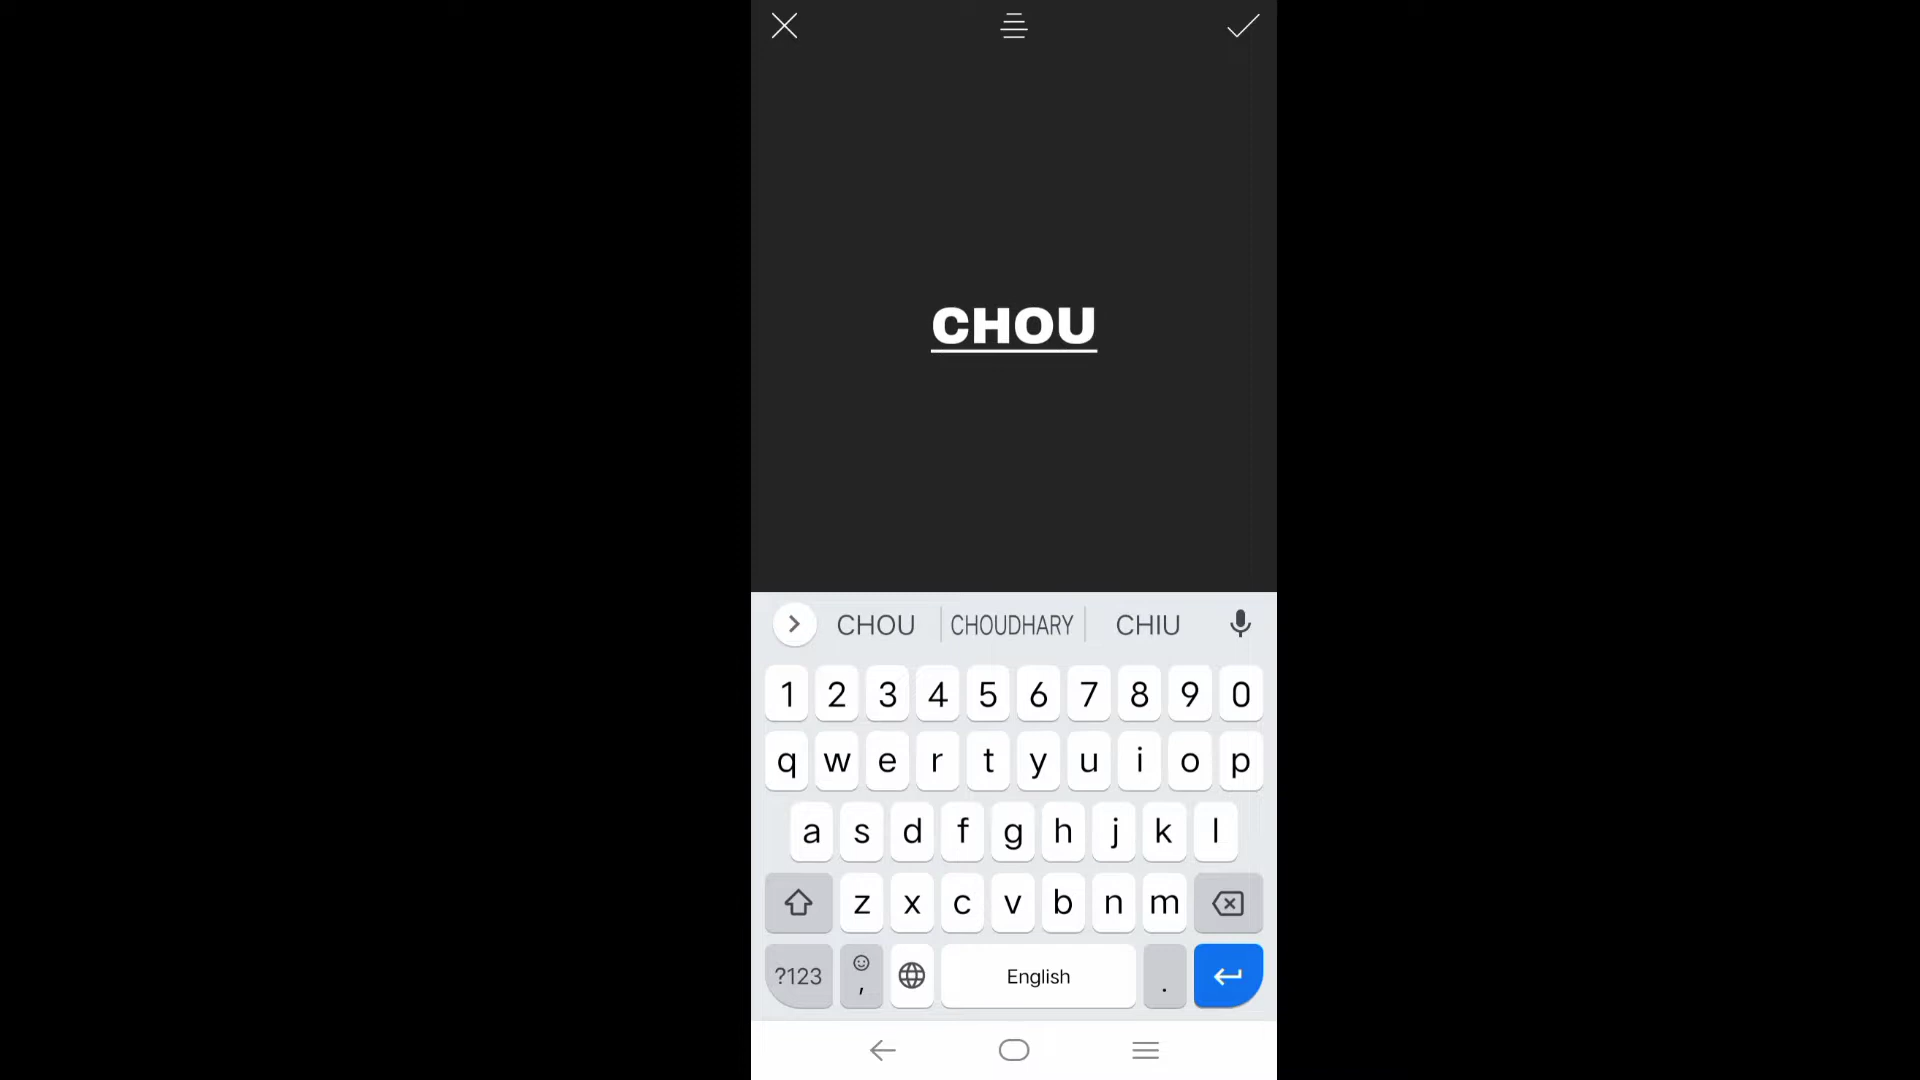 CHOU
CHOU CHOUDHARY CHIU
1 2 3 4 5 6 7 8 9 0
q w e r t y u i o p
a s d f g h j k l
z x c v b n m
?123 , English .